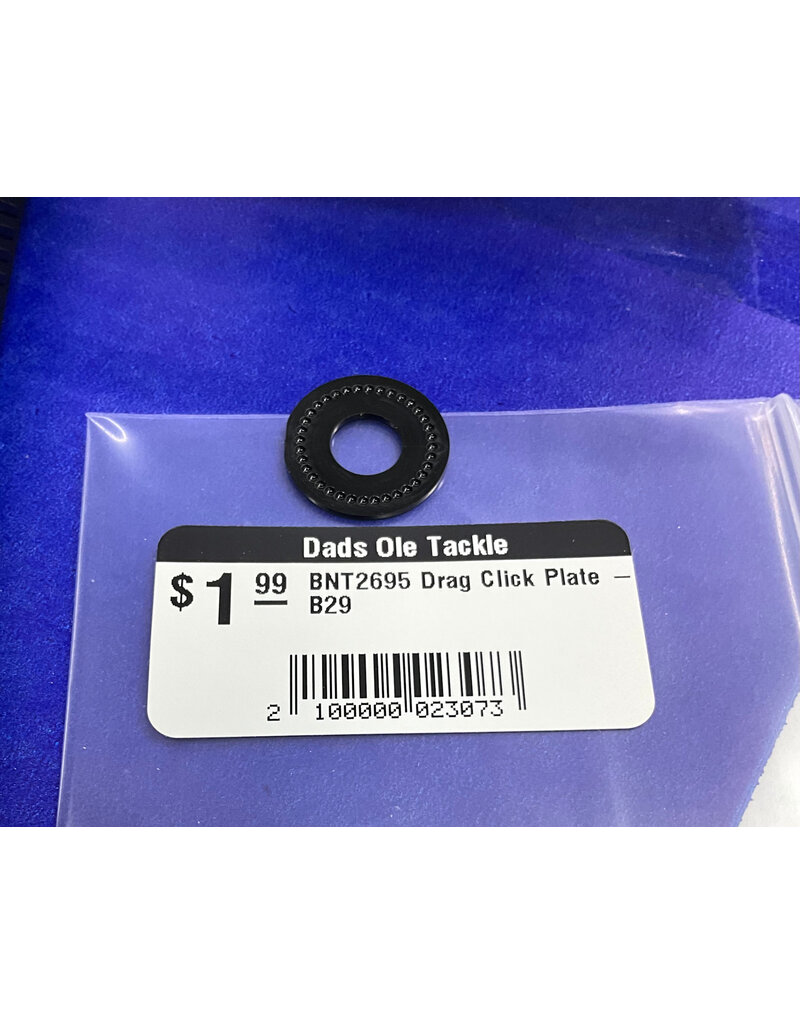 Dads Ole Tackle
$1 99 BNT2695 Drag Click Plate –
B29
2 100000 023073